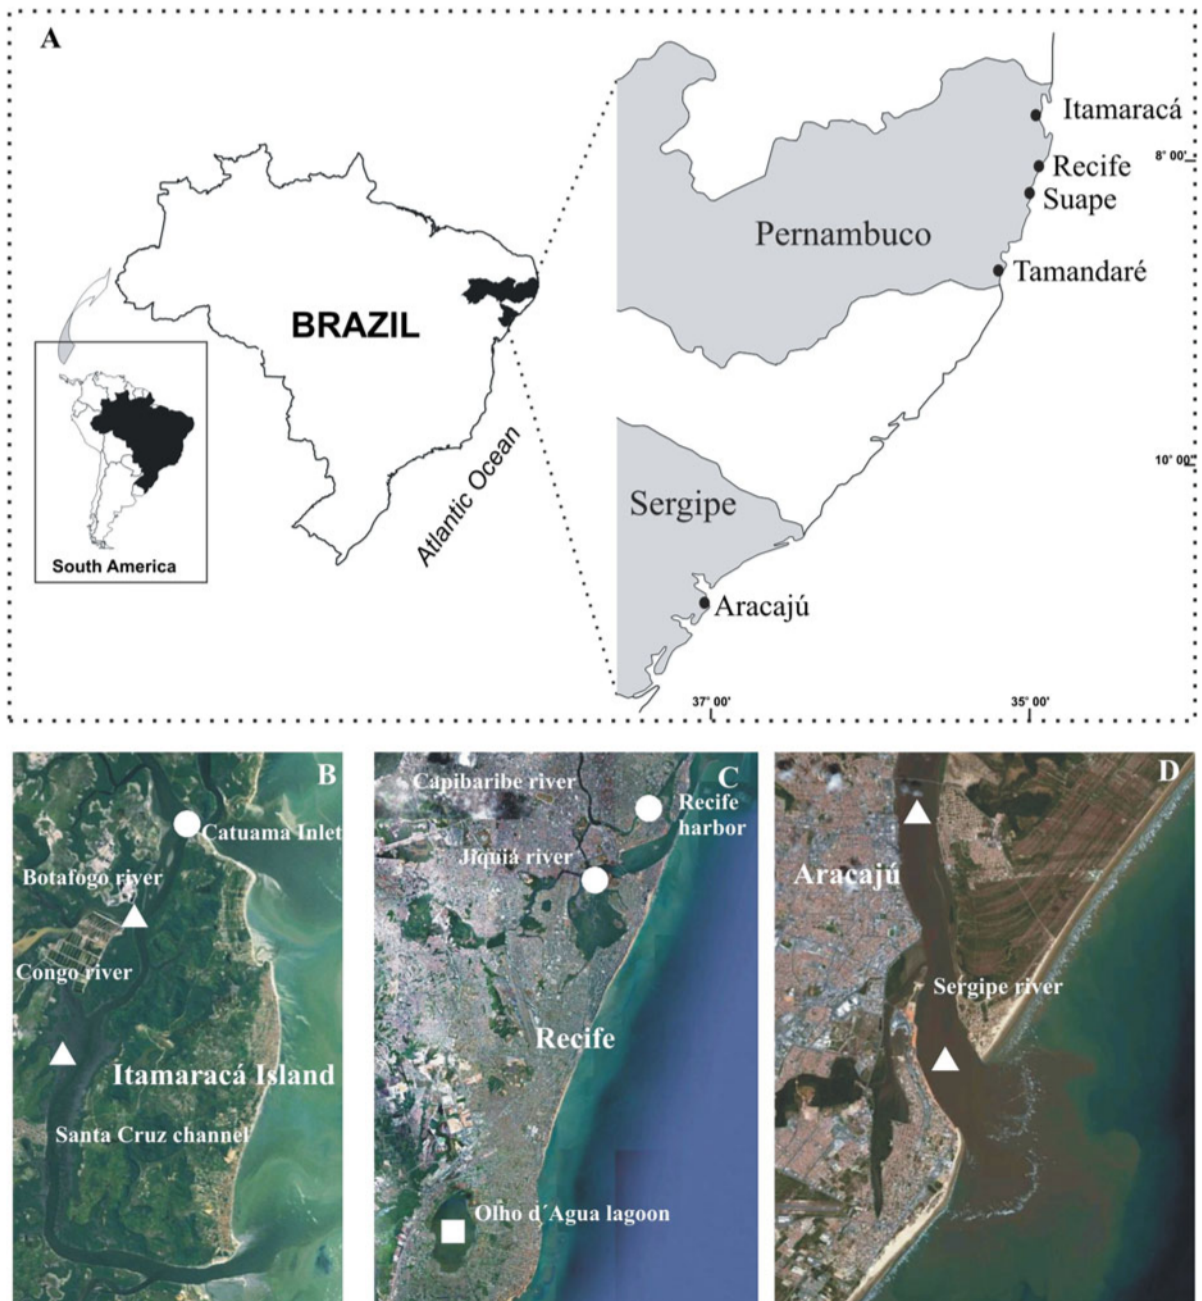 A
Itamaracá
8° 00'
Recife
Suape
Pernambuco
Tamandaré
BRAZIL
Atlantic Ocean
10° 00'
Sergipe
South America
Aracajú
37° 00'
35° 00'
B
Catuama Inlet
Botafogo river
Congo river
Itamaracá Island
Santa Cruz channel
C
Capibaribe river
Recife
harbor
Jiquiá river
Recife
Olho d´Agua lagoon
D
Aracajú
Sergipe river